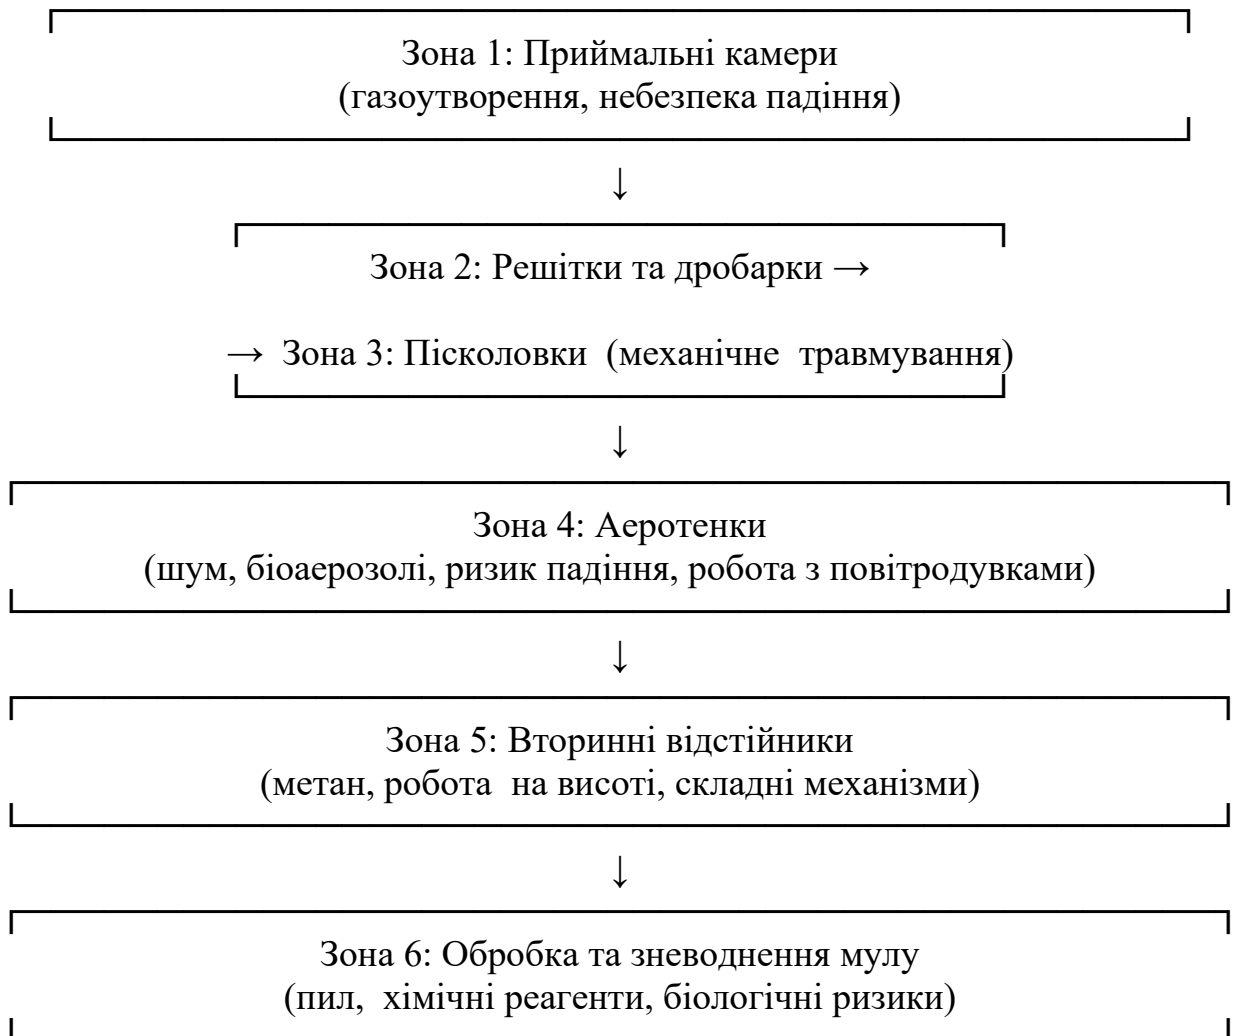 Зона 1: Приймальні камери
(газоутворення, небезпека падіння)
↓
Зона 2: Решітки та дробарки →
→ Зона 3: Пісколовки (механічне травмування)
↓
Зона 4: Аеротенки
(шум, біоаерозолі, ризик падіння, робота з повітродувками)
↓
Зона 5: Вторинні відстійники
(метан, робота на висоті, складні механізми)
↓
Зона 6: Обробка та зневоднення мулу
(пил, хімічні реагенти, біологічні ризики)